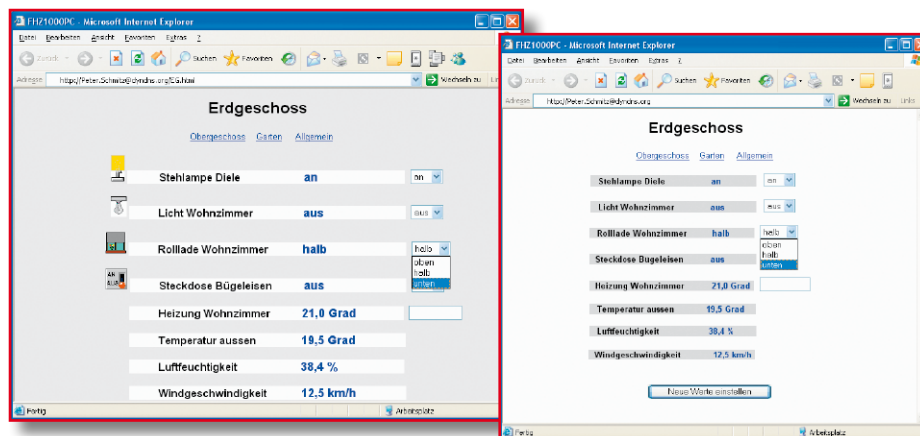 FHZ1000PC - Microsoft Internet Explorer
Datei Bearbeiten Ansicht Favoriten Extras ?
Zurück Suchen Favoriten
Adresse http://Peter.Schmitz@dyndns.org/EG.html Wechseln zu
Erdgeschoss
Obergeschoss Garten Allgemein
Stehlampe Diele an an
Licht Wohnzimmer aus aus
Rolllade Wohnzimmer halb halb
oben
halb
unten
AN
AUS
Steckdose Bügeleisen aus
Heizung Wohnzimmer 21,0 Grad
Temperatur aussen 19,5 Grad
Luftfeuchtigkeit 38,4 %
Windgeschwindigkeit 12,5 km/h
Fertig Arbeitsplatz
FHZ1000PC - Microsoft Internet Explorer
Datei Bearbeiten Ansicht Favoriten Extras ?
Zurück Suchen Favoriten
Adresse http://Peter.Schmitz@dyndns.org Wechseln zu Links
Erdgeschoss
Obergeschoss Garten Allgemein
Stehlampe Diele an an
Licht Wohnzimmer aus aus
Rolllade Wohnzimmer halb halb
oben
halb
unten
Steckdose Bugeleisen aus
Heizung Wohnzimmer 21,0 Grad
Temperatur aussen 19,5 Grad
Luftfeuchtigkeit 38,4 %
Windgeschwindigkeit 12,5 km/h
Neue Werte einstellen
Fertig Arbeitsplatz